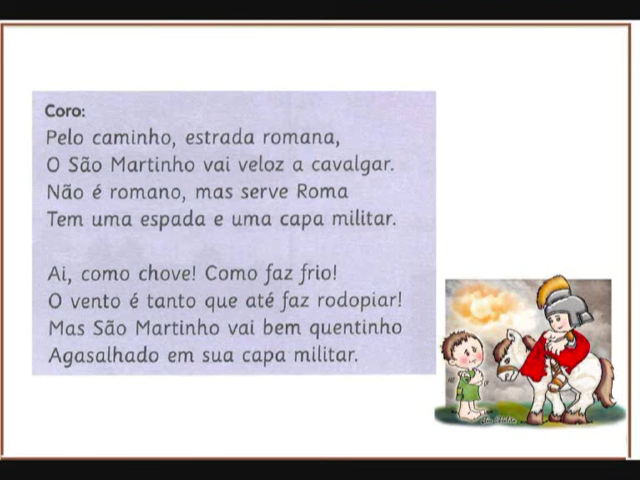 Coro:
Pelo caminho, estrada romana,
O São Martinho vai veloz a cavalgar.
Não é romano, mas serve Roma
Tem uma espada e uma capa militar.
Ai, como chove! Como faz frio!
O vento é tanto que até faz rodopiar!
Mas São Martinho vai bem quentinho
Agasalhado em sua capa militar.